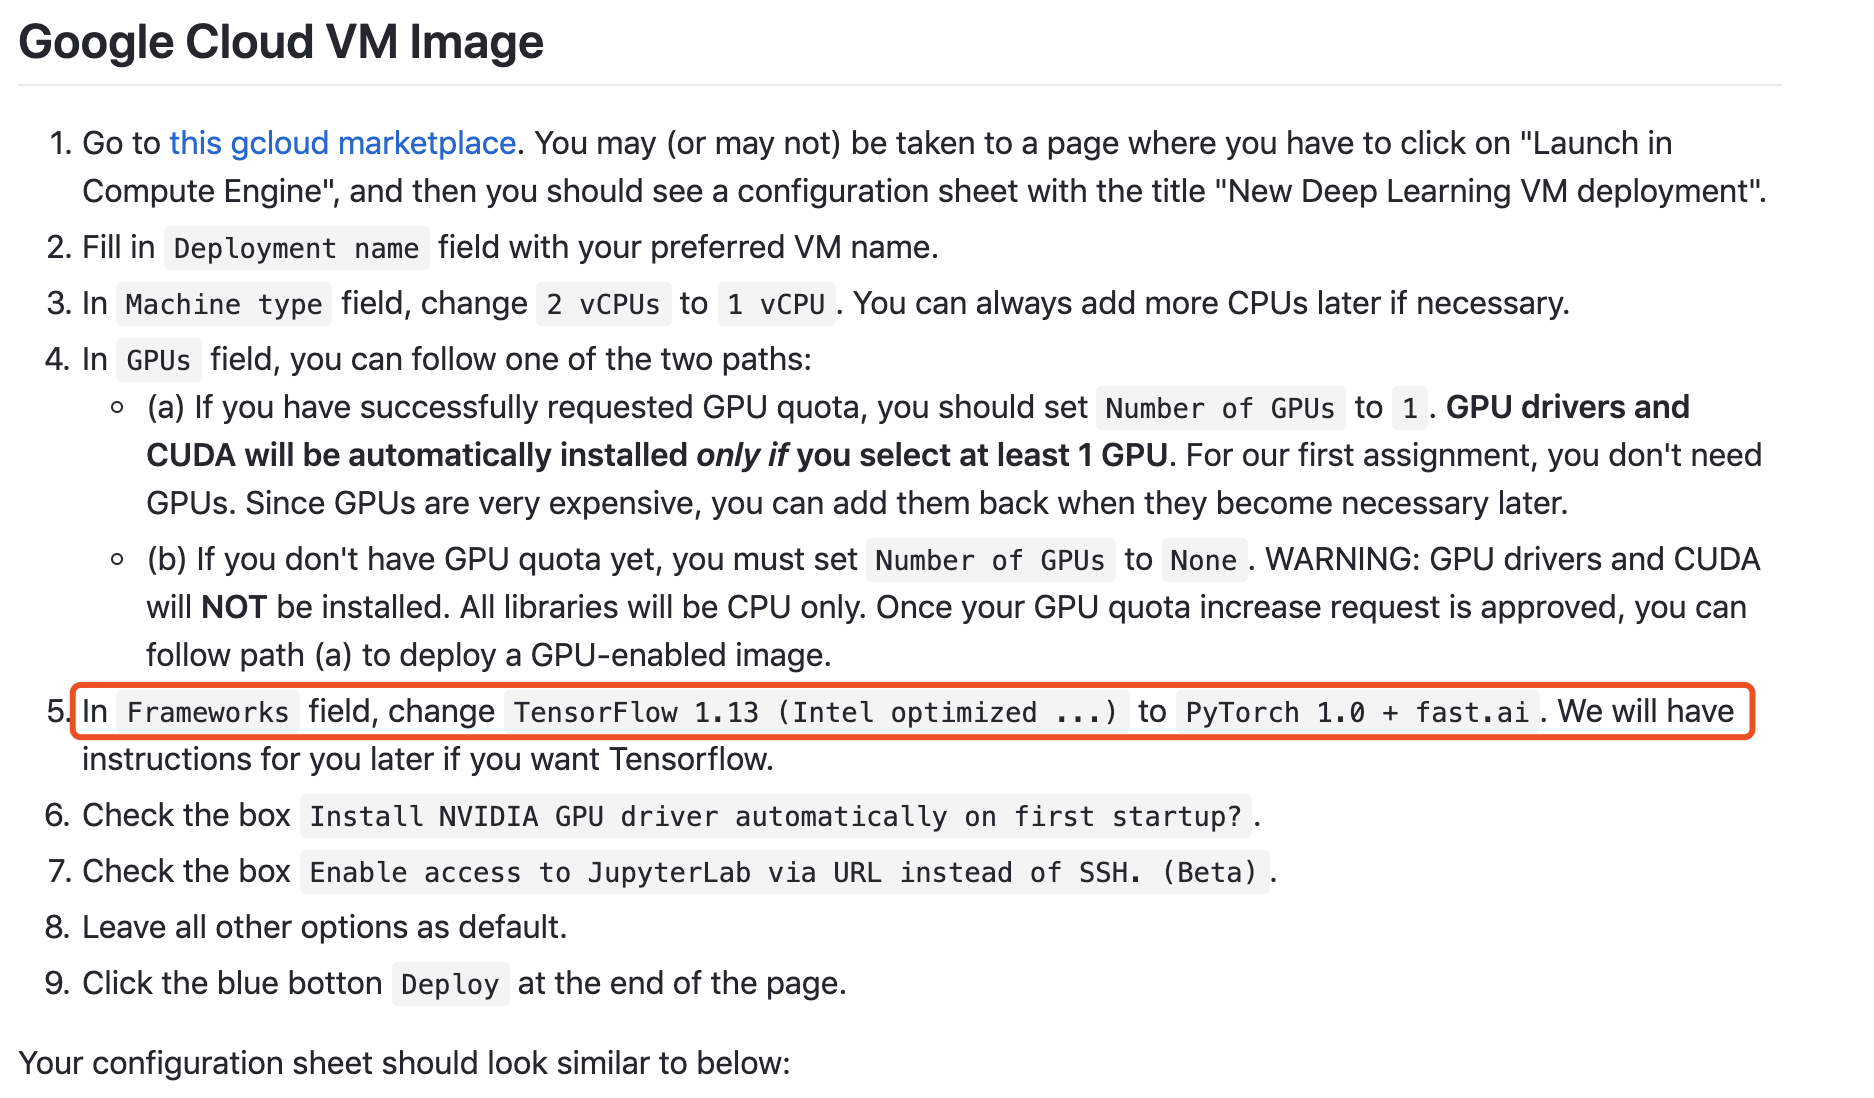 Google Cloud VM Image
1. Go to this gcloud marketplace. You may (or may not) be taken to a page where you have to click on "Launch in
Compute Engine", and then you should see a configuration sheet with the title "New Deep Learning VM deployment".
2. Fill in Deployment name field with your preferred VM name.
3. In Machine type field, change 2 vCPUs to 1 vCPU. You can always add more CPUs later if necessary.
4. In GPUs field, you can follow one of the two paths:
◦ (a) If you have successfully requested GPU quota, you should set Number of GPUs to 1. GPU drivers and
CUDA will be automatically installed only if you select at least 1 GPU. For our first assignment, you don't need
GPUs. Since GPUs are very expensive, you can add them back when they become necessary later.
◦ (b) If you don't have GPU quota yet, you must set Number of GPUs to None. WARNING: GPU drivers and CUDA
will NOT be installed. All libraries will be CPU only. Once your GPU quota increase request is approved, you can
follow path (a) to deploy a GPU-enabled image.
5. In Frameworks field, change TensorFlow 1.13 (Intel optimized ...) to PyTorch 1.0 + fast.ai. We will have
instructions for you later if you want Tensorflow.
6. Check the box Install NVIDIA GPU driver automatically on first startup?.
7. Check the box Enable access to JupyterLab via URL instead of SSH. (Beta).
8. Leave all other options as default.
9. Click the blue botton Deploy at the end of the page.
Your configuration sheet should look similar to below: